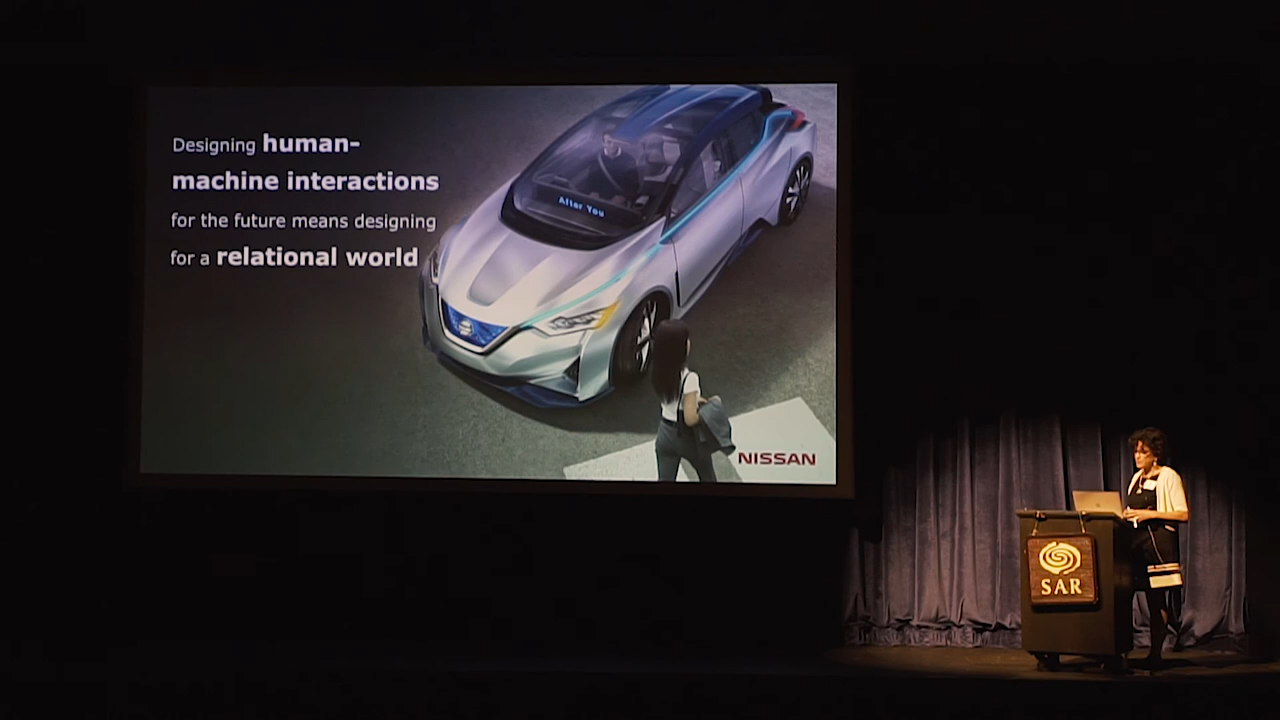 Designing human-
machine interactions
for the future means designing
for a relational world
After You
NISSAN
SAR